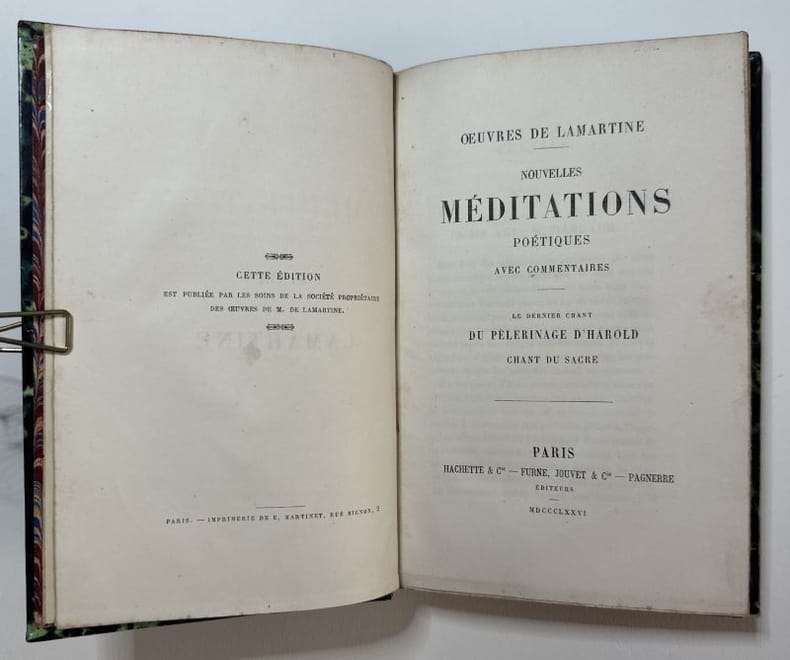 CETTE ÉDITION
EST PUBLIÉE PAR LES SOINS DE LA SOCIÉTÉ PROPRIÉTAIRE
DES ŒUVRES DE M. DE LAMARTINE.
PARIS. — IMPRIMERIE DE E. MARTINET, RUE MIGNON, 2
ŒUVRES DE LAMARTINE
NOUVELLES
MÉDITATIONS
POÉTIQUES
AVEC COMMENTAIRES
LE DERNIER CHANT
DU PÈLERINAGE D'HAROLD
CHANT DU SACRE
PARIS
HACHETTE & Cie — FURNE, JOUVET & Cie — PAGNERRE
ÉDITEURS
MDCCCLXXVI